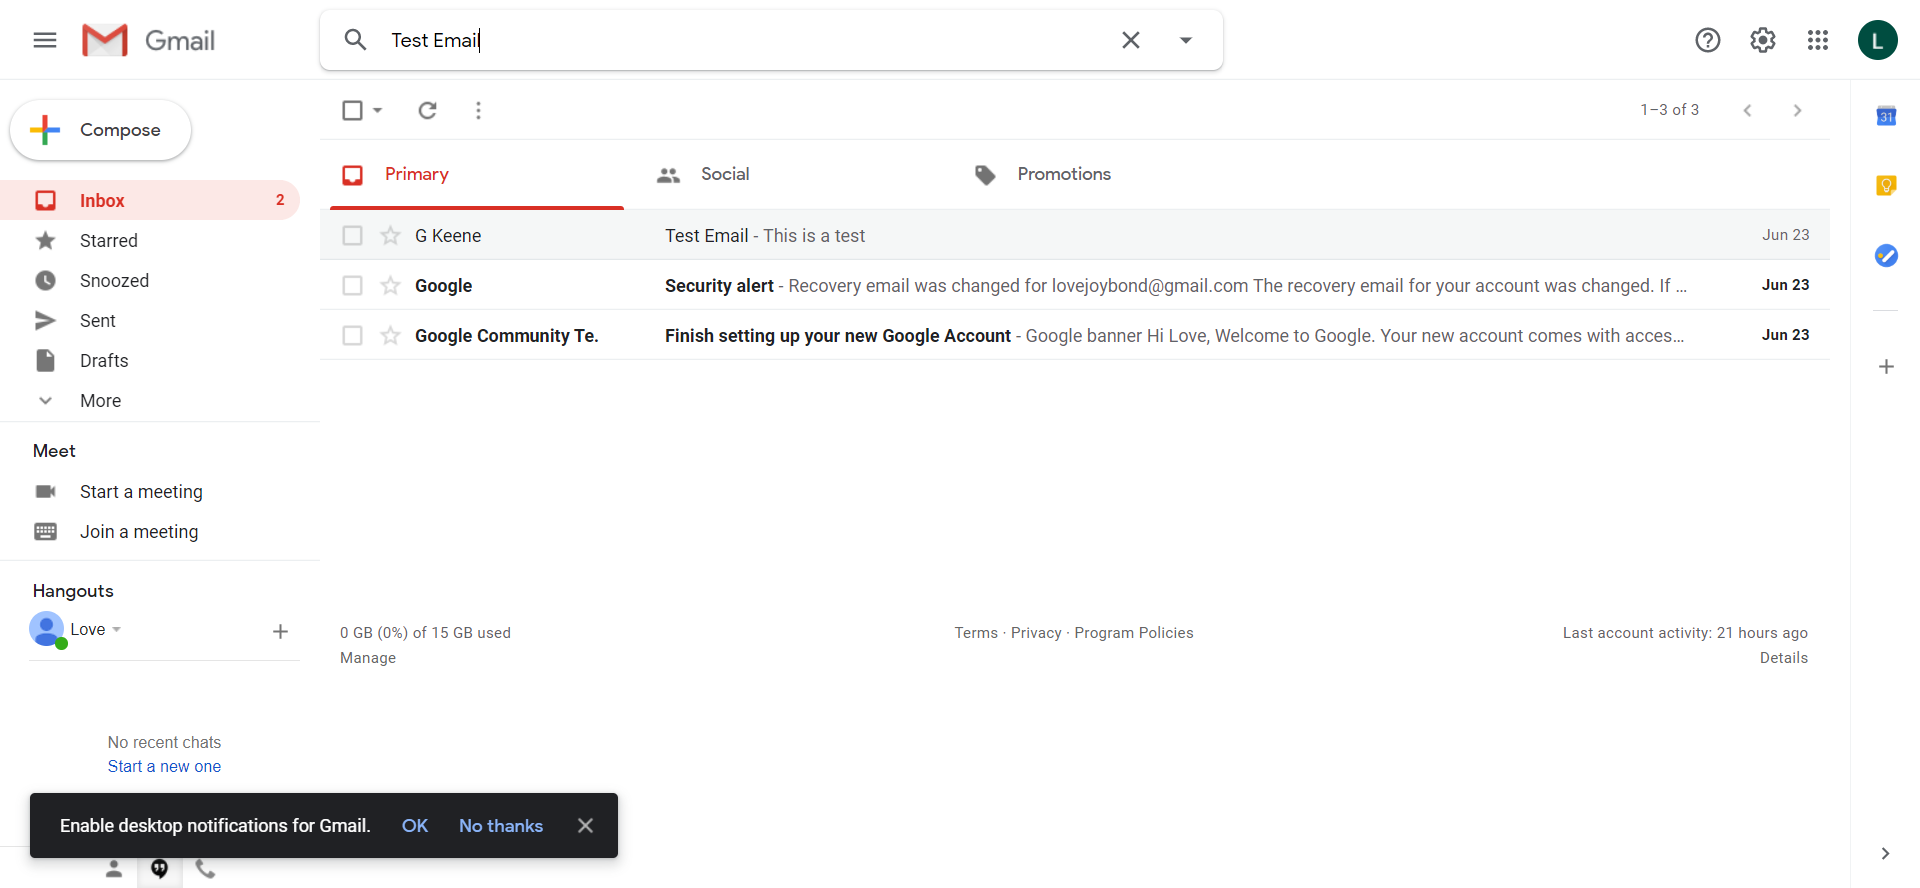 Gmail
Test Email
L
Compose
1–3 of 3
31
Primary
Social
Promotions
Inbox 2
Starred
Snoozed
Sent
Drafts
More
G Keene Test Email - This is a test Jun 23
Google Security alert - Recovery email was changed for lovejoybond@gmail.com The recovery email for your account was changed. If ... Jun 23
Google Community Te. Finish setting up your new Google Account - Google banner Hi Love, Welcome to Google. Your new account comes with acces... Jun 23
Meet
Start a meeting
Join a meeting
Hangouts
Love
0 GB (0%) of 15 GB used
Manage
Terms · Privacy · Program Policies
Last account activity: 21 hours ago
Details
No recent chats
Start a new one
Enable desktop notifications for Gmail. OK No thanks